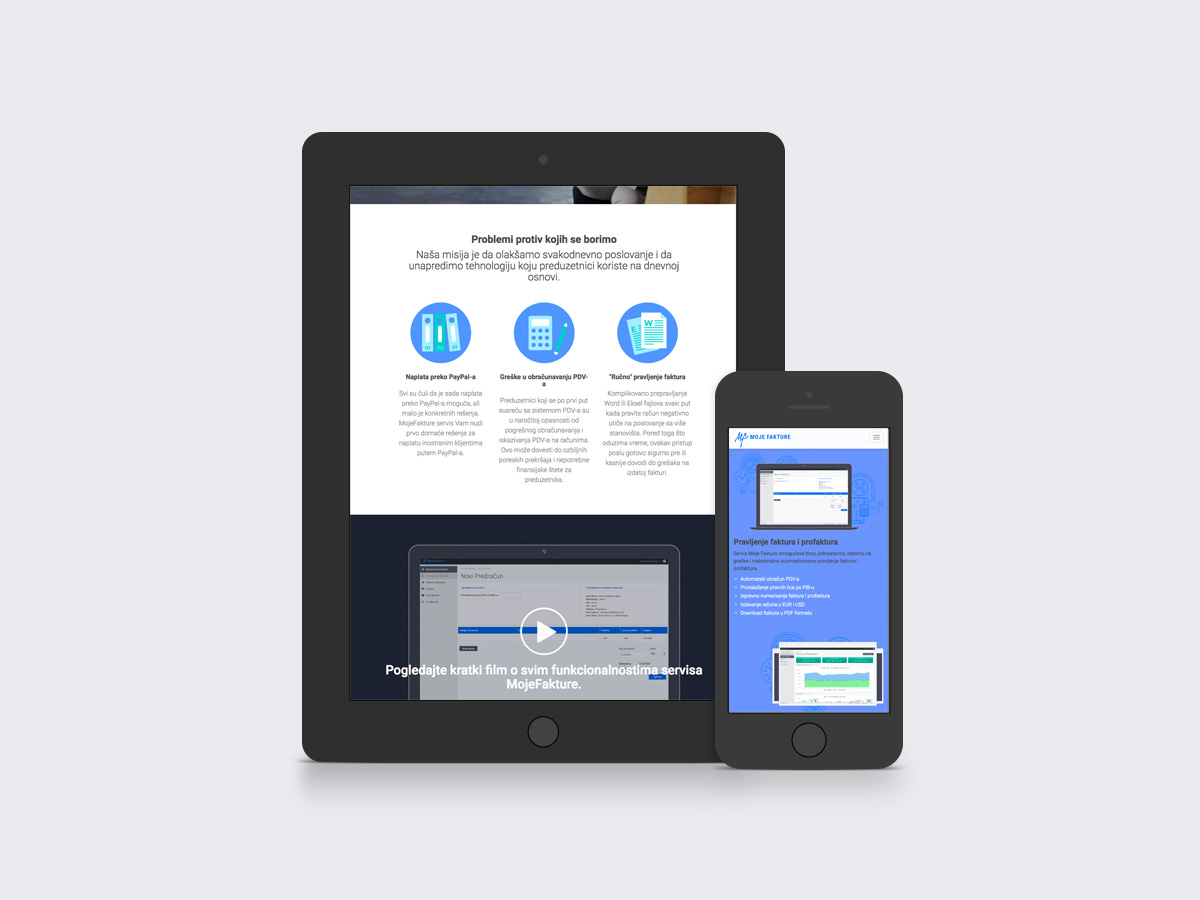 Problemi protiv kojih se borimo
Naša misija je da olakšamo svakodnevno poslovanje i da
unapredimo tehnologiju koju preduzetnici koriste na dnevnoj
osnovi.
Naplata preko PayPal-a
Svi su čuli da je sada naplata
preko PayPal-a moguća, ali
malo je konkretnih rešenja.
MojeFakture servis Vam nudi
prvo domaće rešenje za
naplatu inostranim klijentima
putem PayPal-a.
Greške u obračunavanju PDV-
a
Preduzetnici koji se po prvi put
susreću sa sistemom PDV-a su
u naročitoj opasnosti od
pogrešnog obračunavanja i
iskazivanja PDV-a na računima.
Ovo može dovesti do ozbiljnih
poreskih prekršaja i nepotrebne
finansijske štete za
preduzetnika.
W
E
"Ručno" pravljenje faktura
Komplikovano prepravljanje
Word ili Eksel fajlova svaki put
kada pravite račun negativno
utiče na poslovanje sa više
stanovišta. Pored toga što
oduzima vreme, ovakav pristup
poslu gotovo sigurno pre ili
kasnije dovodi do grešaka na
izdatoj fakturi.
Novi Predračun
Pogledajte kratki film o svim funkcionalnostima servisa
MojeFakture.
MF MOJE FAKTURE
Pravljenje faktura i profaktura
Servis Moje Fakture omogućava brzo, jednostavno, otporno na
greške i maksimalno automatizovano pravljenje faktura i
profaktura.
• Automatski obračun PDV-a
• Pronalaženje pravnih lica po PIB-u
• Ispravno numerisanje faktura i profaktura
• Izdavanje računa u EUR i USD
• Download faktura u PDF formatu